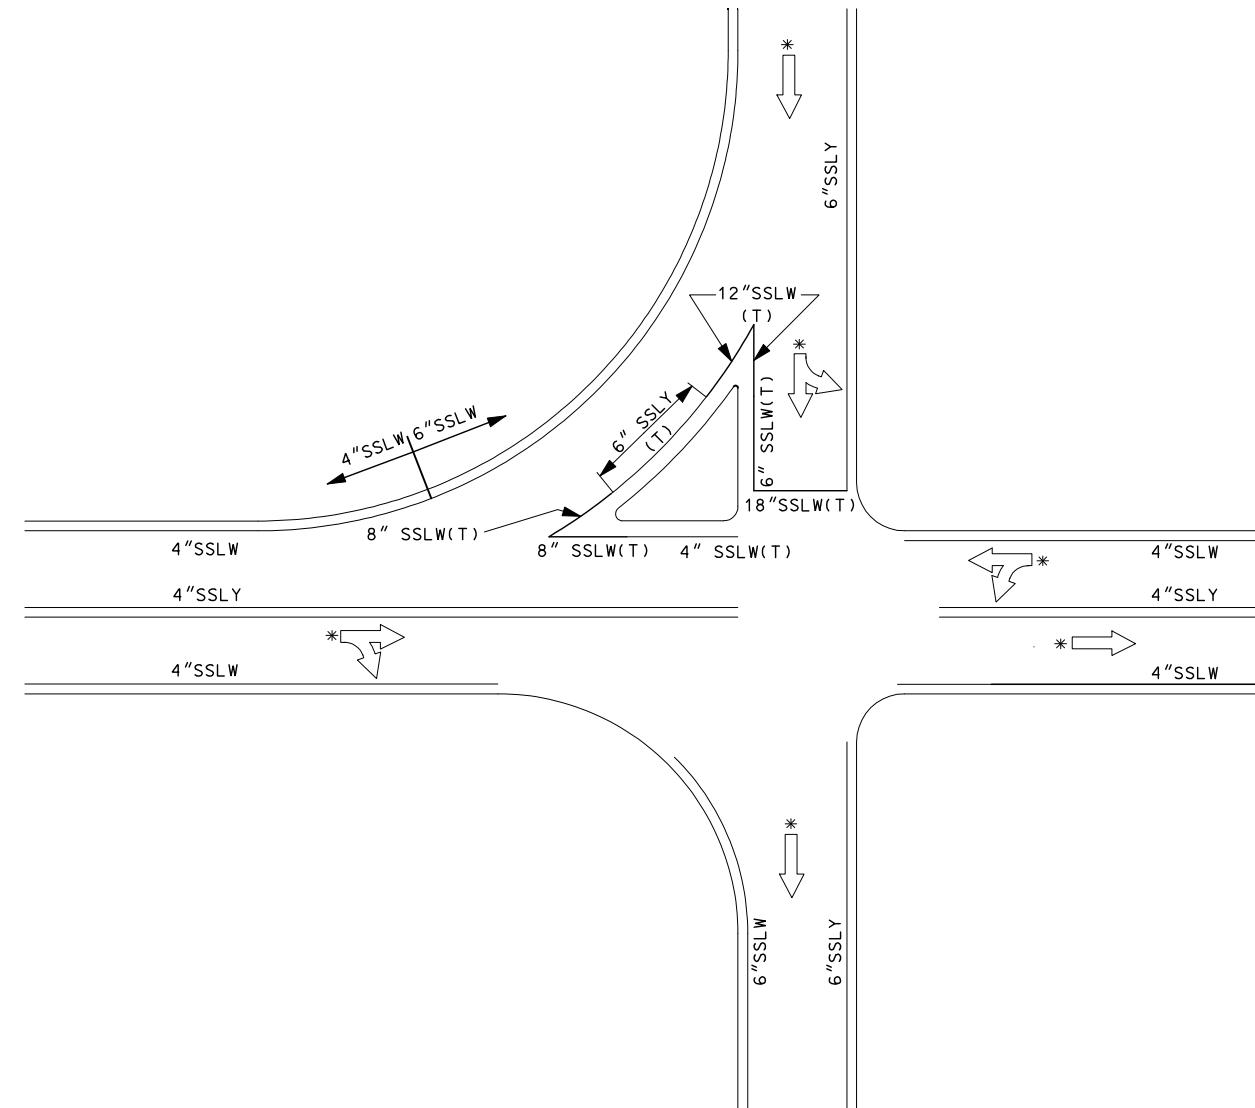 *
6"SSLY
12"SSLW
(T)
*
6" SSLW(T)
6" SSLY
(T)
4"SSLW
6"SSLW
18"SSLW(T)
8" SSLW(T)
8" SSLW(T)
4" SSLW(T)
4"SSLW
4"SSLW
*
4"SSLY
4"SSLY
*
*
4"SSLW
4"SSLW
*
6"SSLW
6"SSLY